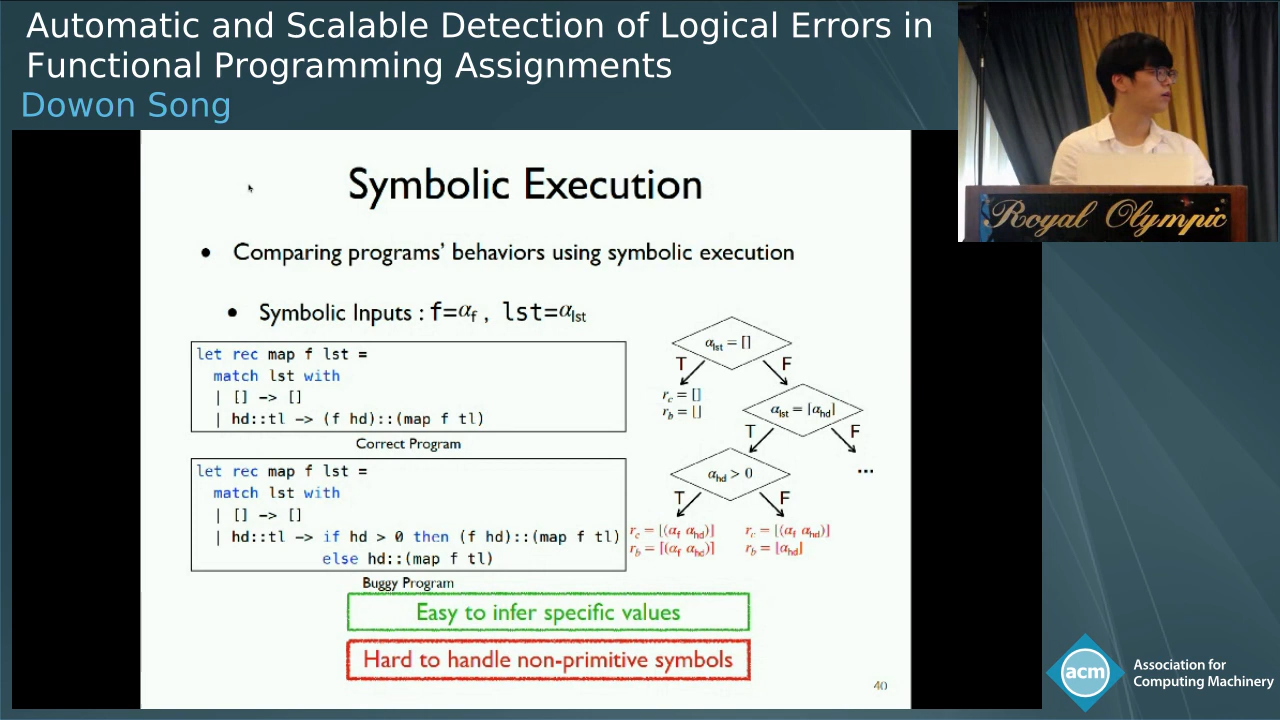 Automatic and Scalable Detection of Logical Errors in
Functional Programming Assignments
Dowon Song
Royal Olympic
Symbolic Execution
• Comparing programs' behaviors using symbolic execution
• Symbolic Inputs : f=αf , lst=αlst
let rec map f lst =
match lst with
| [] -> []
| hd::tl -> (f hd)::(map f tl)
Correct Program
let rec map f lst =
match lst with
| [] -> []
| hd::tl -> if hd > 0 then (f hd)::(map f tl)
else hd::(map f tl)
Buggy Program
αlst = []
T F
rc = []
rb = []
αlst = [αhd]
T F
...
αhd > 0
T F
rc = [(αf αhd)] rc = [(αf αhd)]
rb = [(αf αhd)] rb = [αhd]
Easy to infer specific values
Hard to handle non-primitive symbols
40
acm
Association for
Computing Machinery